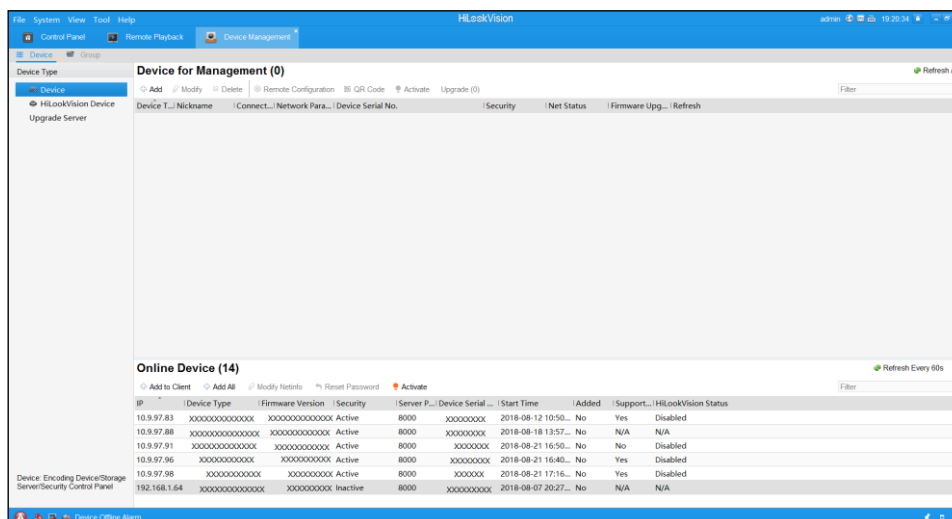 File System View Tool Help HiLookVision admin 19:20:34
Control Panel Remote Playback Device Management
Device Group
Device Type Device for Management (0) Refresh
Device Add Modify Delete Remote Configuration QR Code Activate Upgrade (0) Filter
HiLookVision Device Device T... Nickname Connect... Network Para... Device Serial No. Security Net Status Firmware Upg... Refresh
Upgrade Server
Online Device (14) Refresh Every 60s
Add to Client Add All Modify Netinfo Reset Password Activate Filter
IP Device Type Firmware Version Security Server P... Device Serial ... Start Time Added Support... HiLookVision Status
10.9.97.83 XXXXXXXXXXXXX XXXXXXXXXXXXX Active 8000 XXXXXXXX 2018-08-12 10:50... No Yes Disabled
10.9.97.88 XXXXXXXXXXXXXX XXXXXXXXXXXX Active 8000 XXXXXXXX 2018-08-18 13:57... No N/A N/A
10.9.97.91 XXXXXXXXXXXX XXXXXXXXXXX Active 8000 XXXXXXX 2018-08-21 16:50... No No Disabled
10.9.97.96 XXXXXXXXXXX XXXXXXXXXX Active 8000 XXXXXXXX 2018-08-21 16:40... No Yes Disabled
10.9.97.98 XXXXXXXXXXX XXXXXXXXX Active 8000 XXXXXX 2018-08-21 17:16... No Yes Disabled
192.168.1.64 XXXXXXXXXXXXX XXXXXXXXX Inactive 8000 XXXXXXXXX 2018-08-07 20:27... No N/A N/A
Device: Encoding Device/Storage
Server/Security Control Panel
Device Offline Alarm